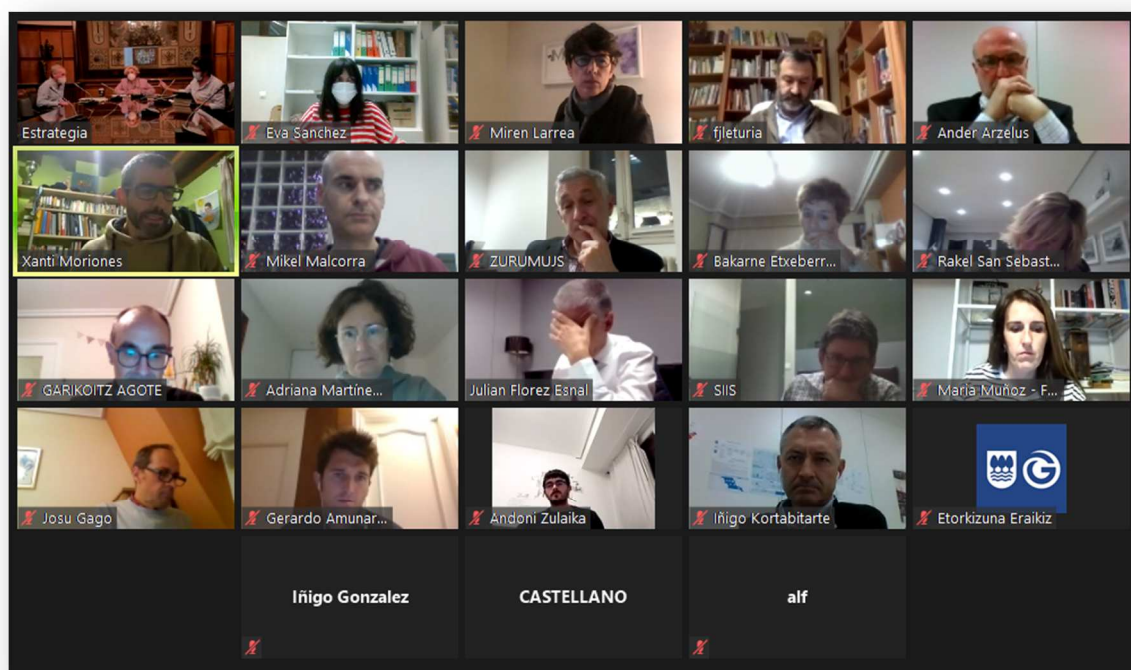 Estrategia
Eva Sanchez
Miren Larrea
fjleturia
Ander Arzelus
Xanti Moriones
Mikel Malcorra
ZURUMUJS
Bakarne Etxeberr...
Rakel San Sebast...
GARIKOITZ AGOTE
Adriana Martíne...
Julian Florez Esnal
SIIS
María Muñoz - F...
Josu Gago
Gerardo Amunar...
Andoni Zulaika
Iñigo Kortabitarte
Etorkizuna Eraikiz
Iñigo Gonzalez
CASTELLANO
alf